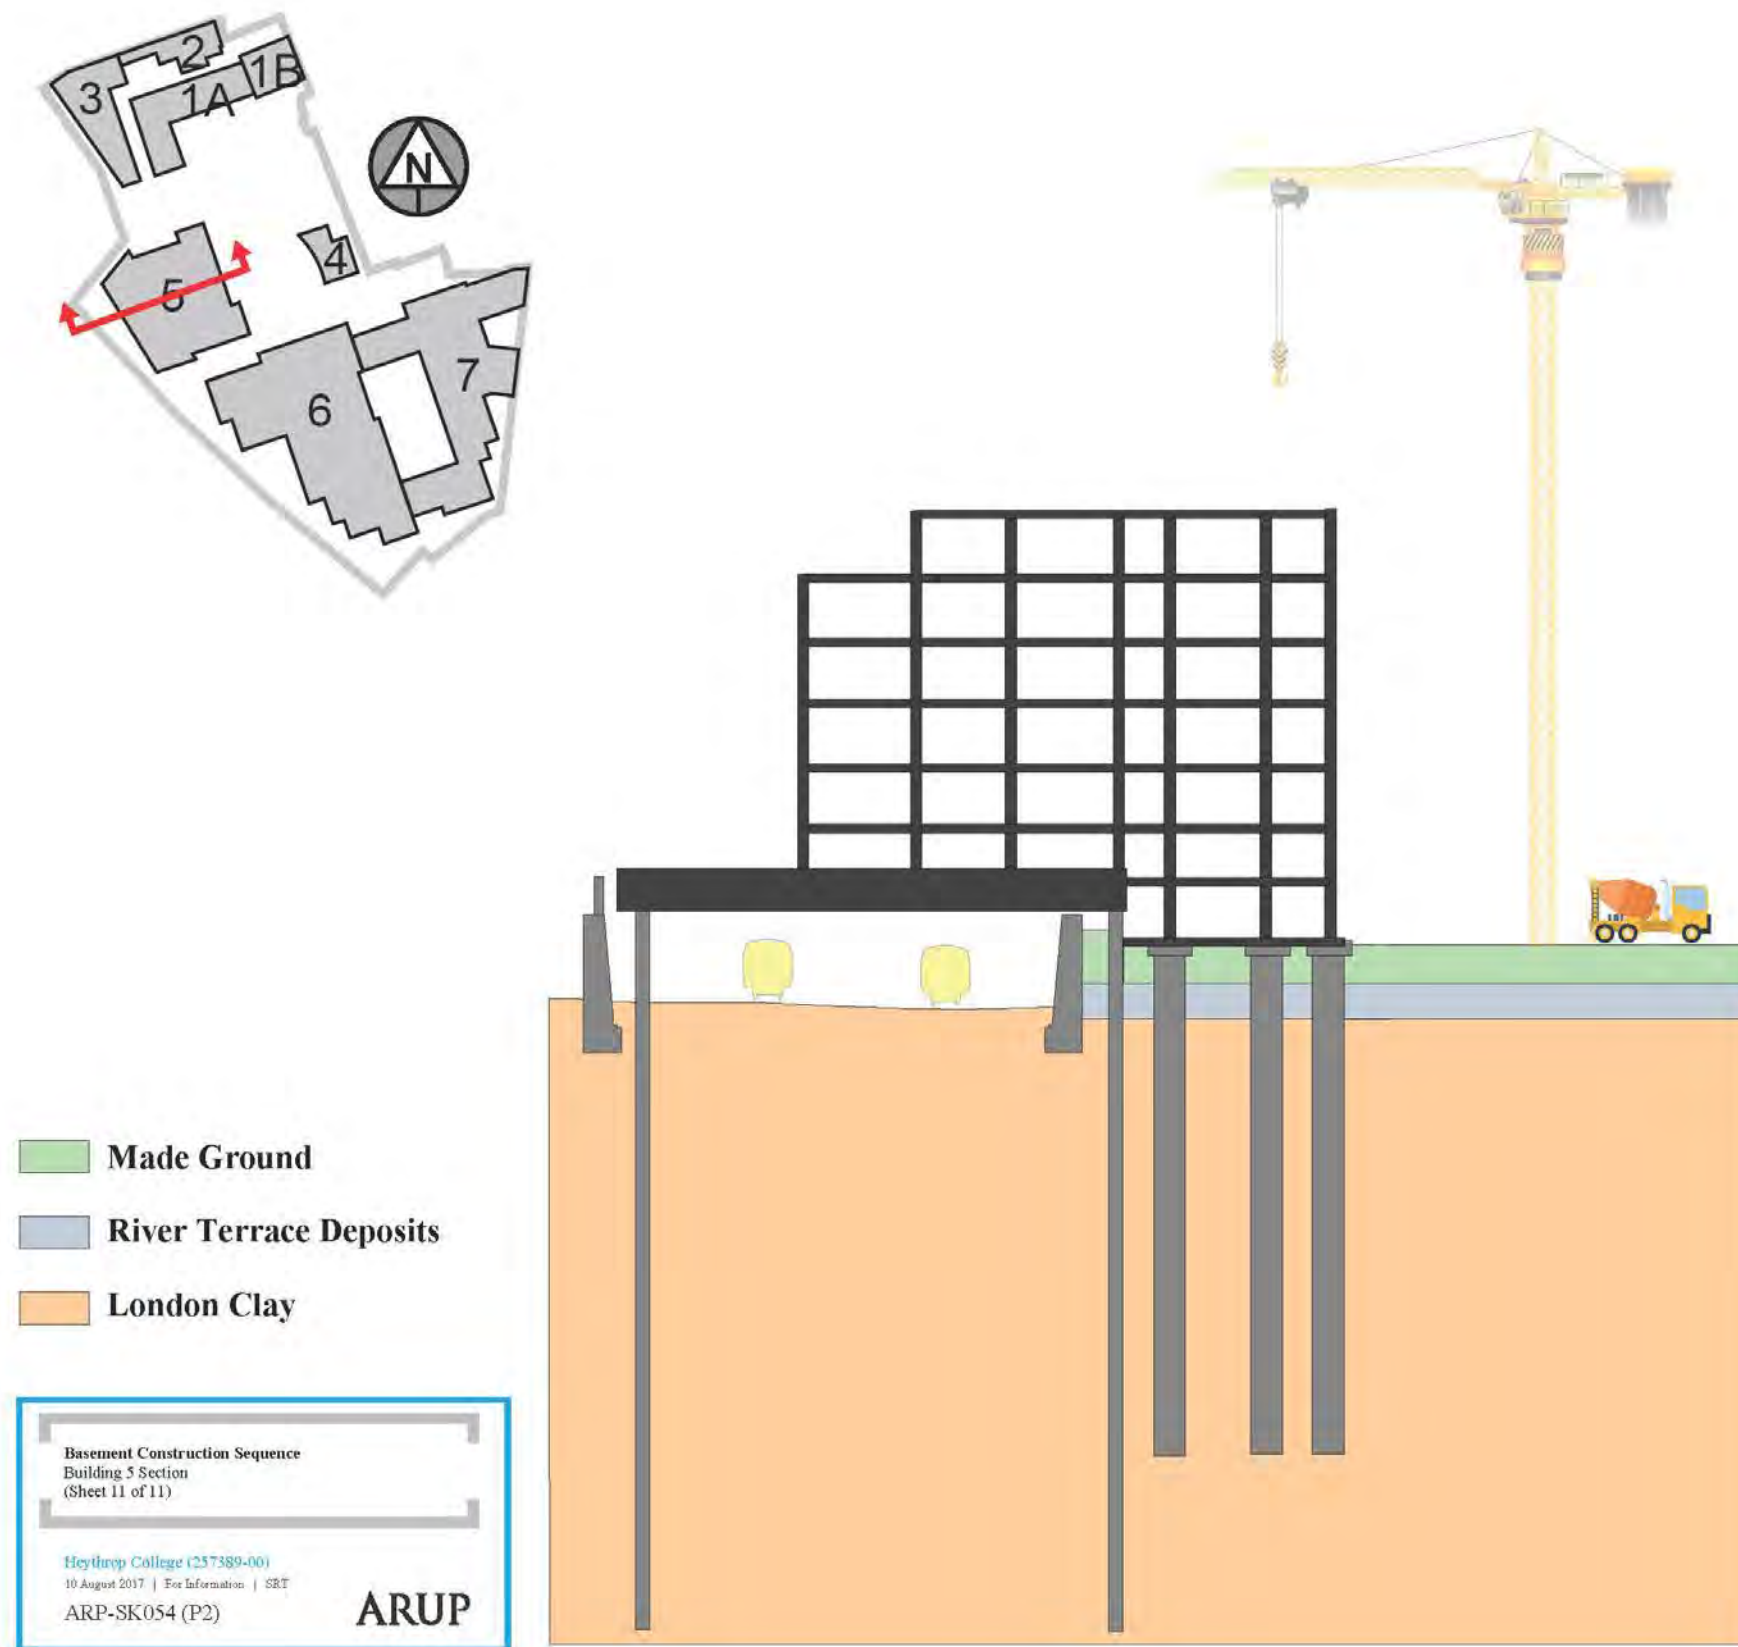 2
1B
3
1A
N
4
5
7
6
Made Ground
River Terrace Deposits
London Clay
Basement Construction Sequence
Building 5 Section
(Sheet 11 of 11)
Heythrop College (257389-00)
10 August 2017 | For Information | SRT
ARP-SK054 (P2)
ARUP